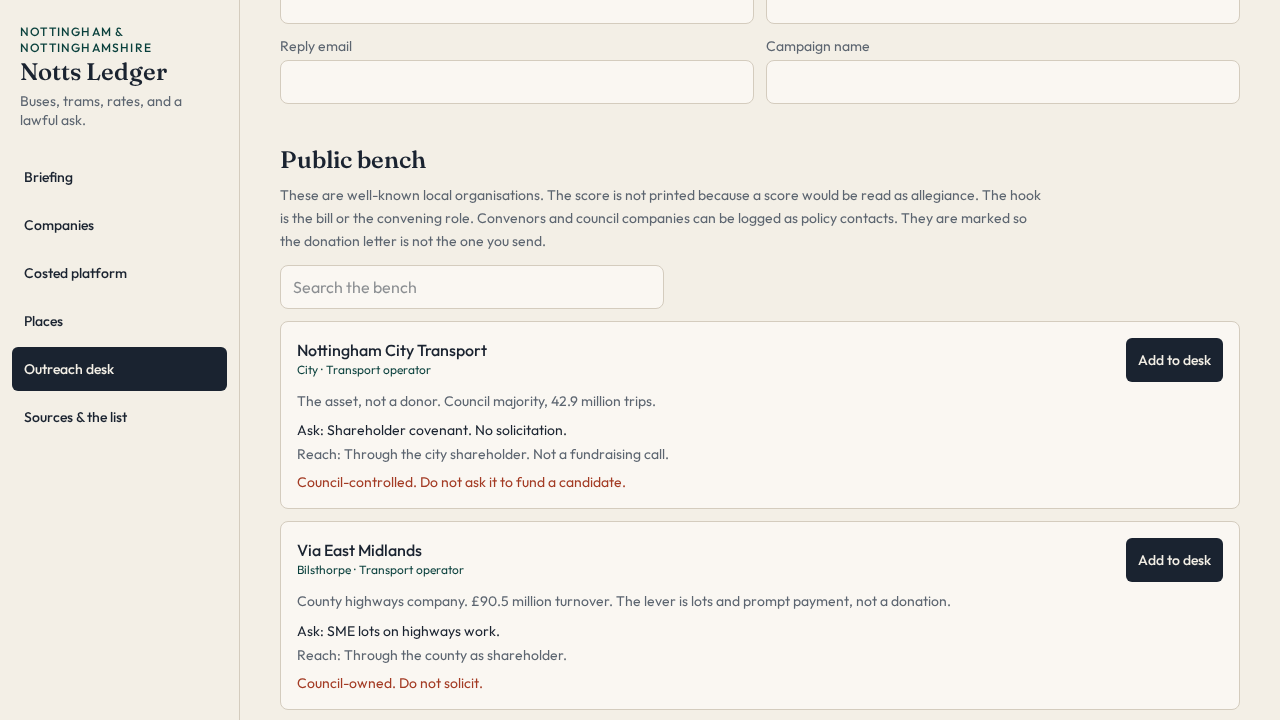 NOTTINGHAM &
NOTTINGHAMSHIRE
Notts Ledger
Buses, trams, rates, and a
lawful ask.
Briefing
Companies
Costed platform
Places
Outreach desk
Sources & the list
Reply email
Campaign name
Public bench
These are well-known local organisations. The score is not printed because a score would be read as allegiance. The hook
is the bill or the convening role. Convenors and council companies can be logged as policy contacts. They are marked so
the donation letter is not the one you send.
Search the bench
Nottingham City Transport
City · Transport operator
Add to desk
The asset, not a donor. Council majority, 42.9 million trips.
Ask: Shareholder covenant. No solicitation.
Reach: Through the city shareholder. Not a fundraising call.
Council-controlled. Do not ask it to fund a candidate.
Via East Midlands
Bilsthorpe · Transport operator
Add to desk
County highways company. £90.5 million turnover. The lever is lots and prompt payment, not a donation.
Ask: SME lots on highways work.
Reach: Through the county as shareholder.
Council-owned. Do not solicit.